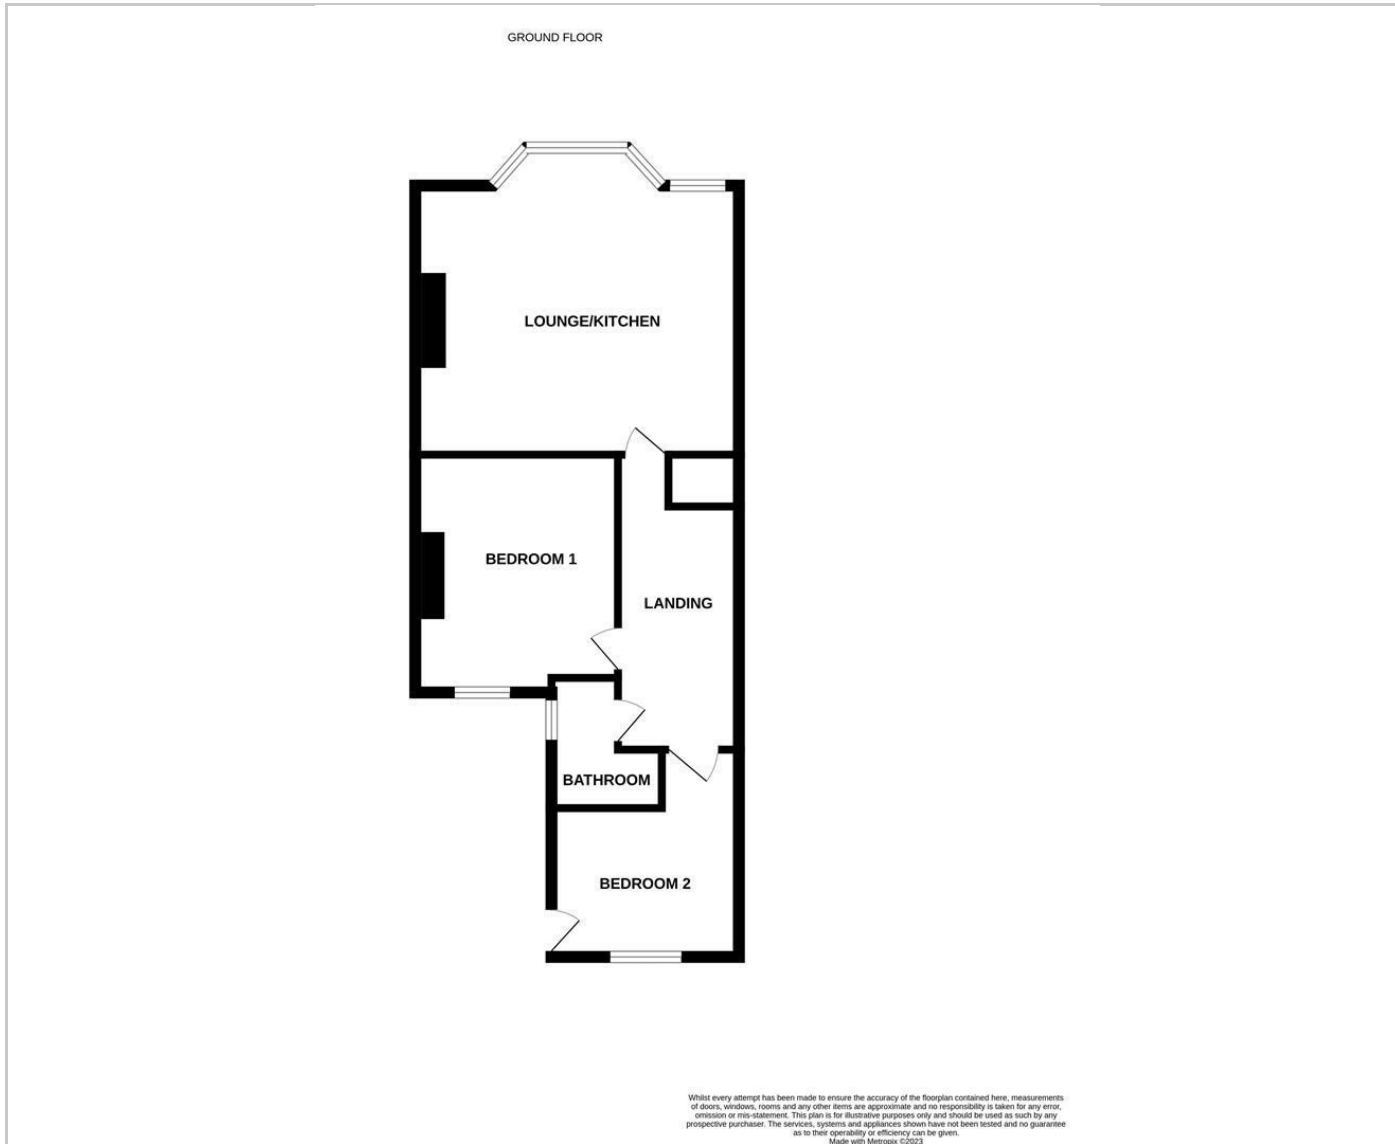 GROUND FLOOR
LOUNGE/KITCHEN
BEDROOM 1
LANDING
BATHROOM
BEDROOM 2
Whilst every attempt has been made to ensure the accuracy of the floorplan contained here, measurements
of doors, windows, rooms and any other items are approximate and no responsibility is taken for any error,
omission or mis-statement. This plan is for illustrative purposes only and should be used as such by any
prospective purchaser. The services, systems and appliances shown have not been tested and no guarantee
as to their operability or efficiency can be given.
Made with Metropix ©2023